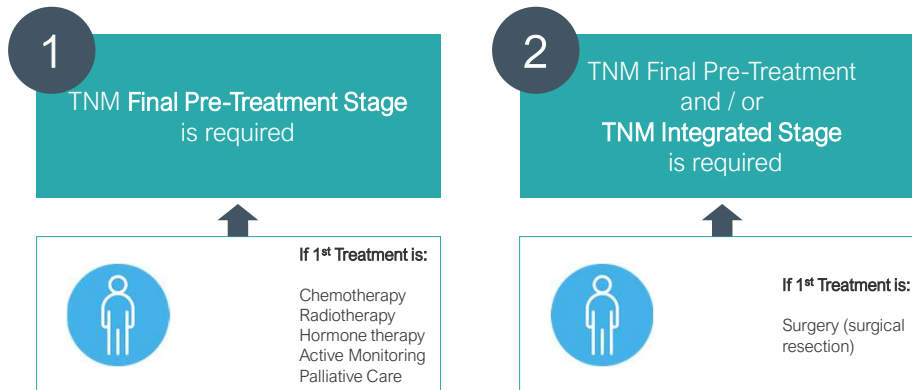 1
TNM Final Pre-Treatment Stage
is required
If 1st Treatment is:
Chemotherapy
Radiotherapy
Hormone therapy
Active Monitoring
Palliative Care
2
TNM Final Pre-Treatment
and / or
TNM Integrated Stage
is required
If 1st Treatment is:
Surgery (surgical
resection)